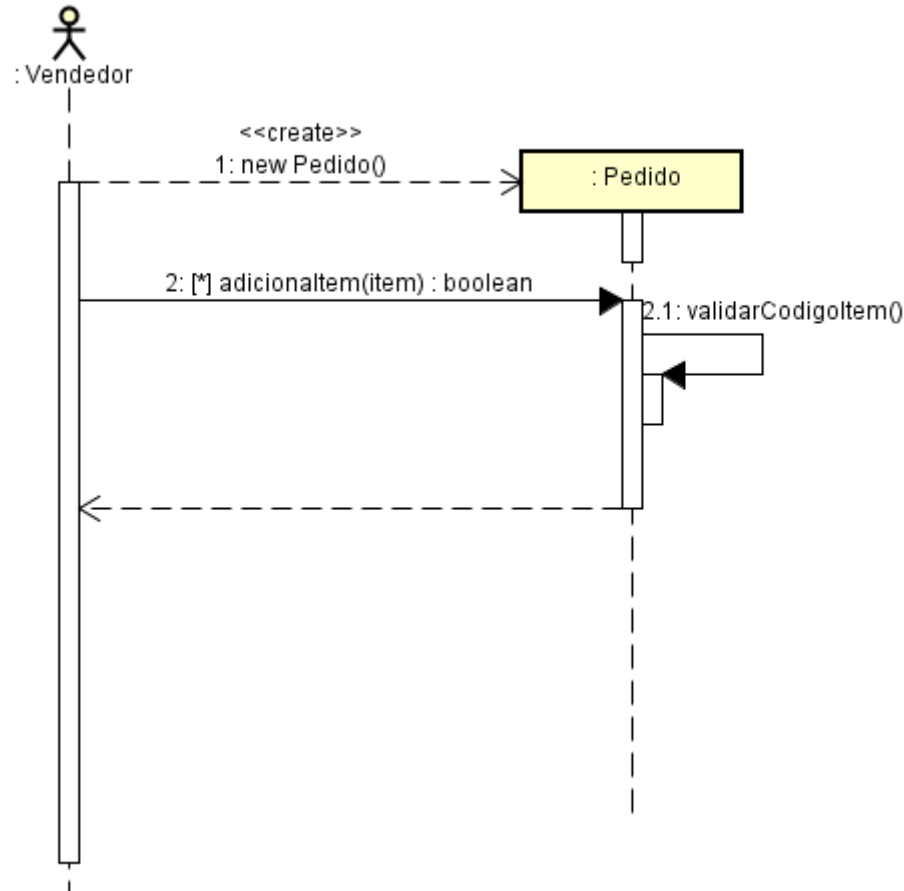 : Vendedor
<<create>>
1: new Pedido()
: Pedido
2: [*] adicionaItem(item) : boolean
2.1: validarCodigoItem()